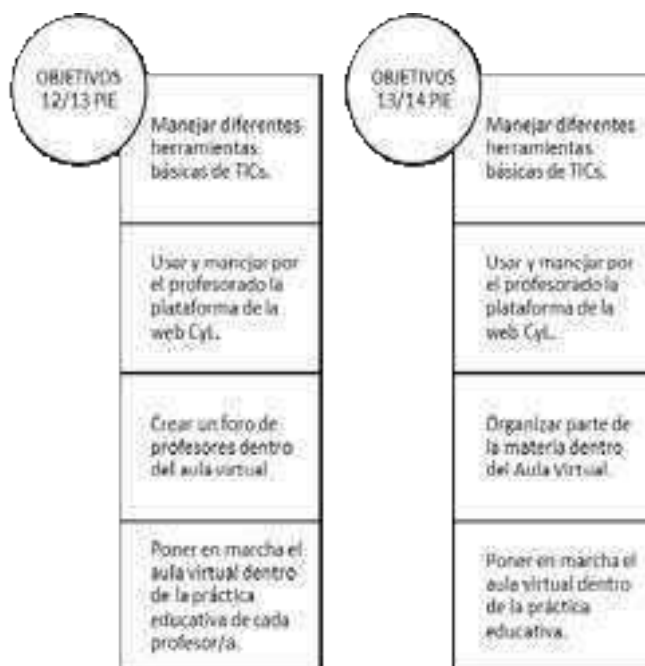 OBJETIVOS
12/13 PIE
Manejar diferentes
herramientas
básicas de TICs.
Usar y manejar por
el profesorado la
plataforma de la
web CyL.
Crear un foro de
profesores dentro
del aula virtual
Poner en marcha el
aula virtual dentro
de la práctica
educativa de cada
profesor/a.
OBJETIVOS
13/14 PIE
Manejar diferentes
herramientas
básicas de TICs.
Usar y manejar por
el profesorado la
plataforma de la
web CyL.
Organizar parte de
la materia dentro
del Aula Virtual.
Poner en marcha el
aula virtual dentro
de la práctica
educativa.